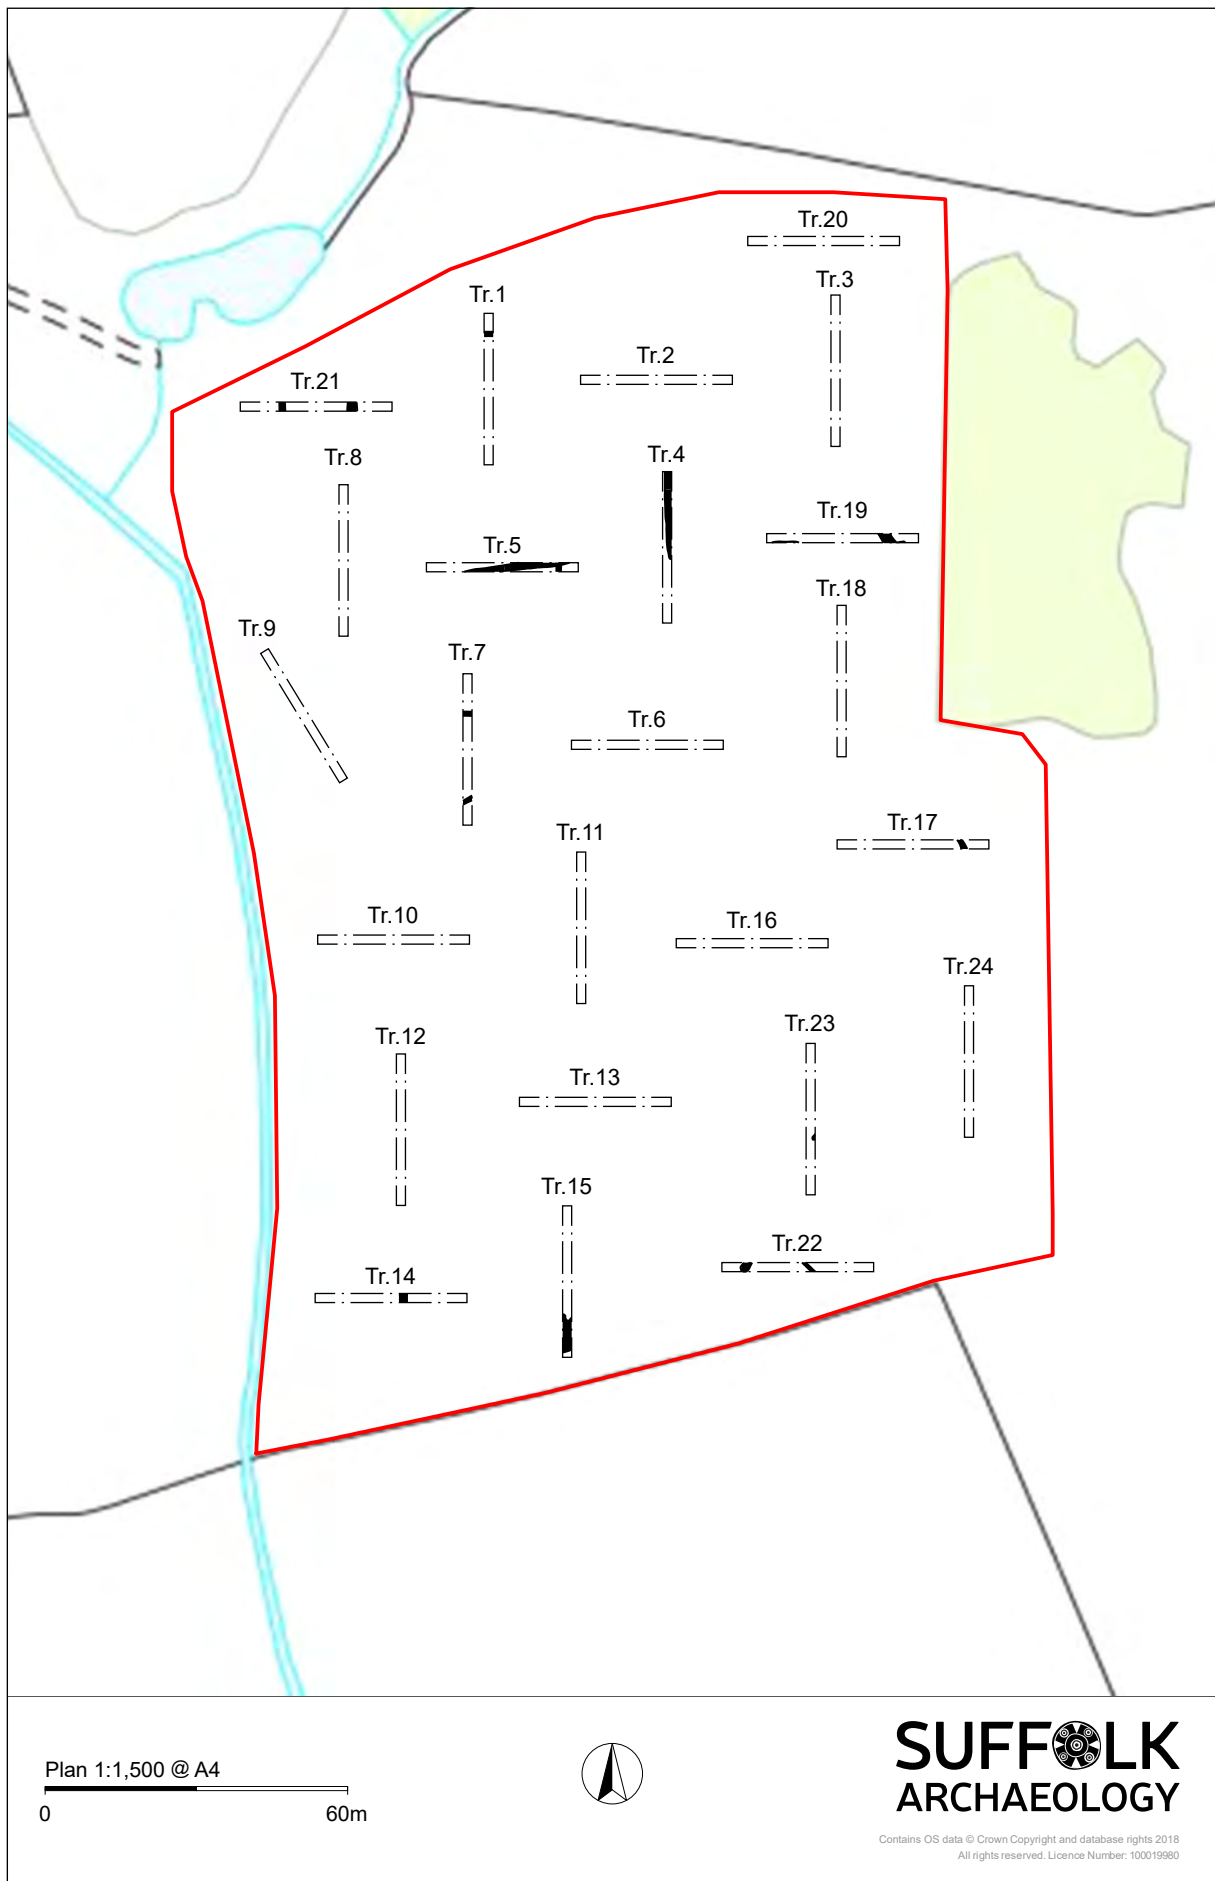 Tr.20
Tr.3
Tr.1
Tr.2
Tr.21
Tr.8
Tr.4
Tr.19
Tr.5
Tr.18
Tr.9
Tr.7
Tr.6
Tr.17
Tr.11
Tr.10
Tr.16
Tr.24
Tr.23
Tr.12
Tr.13
Tr.15
Tr.22
Tr.14
Plan 1:1,500 @ A4
0 60m
SUFFOLK
ARCHAEOLOGY
Contains OS data © Crown Copyright and database rights 2018
All rights reserved. Licence Number: 100019980